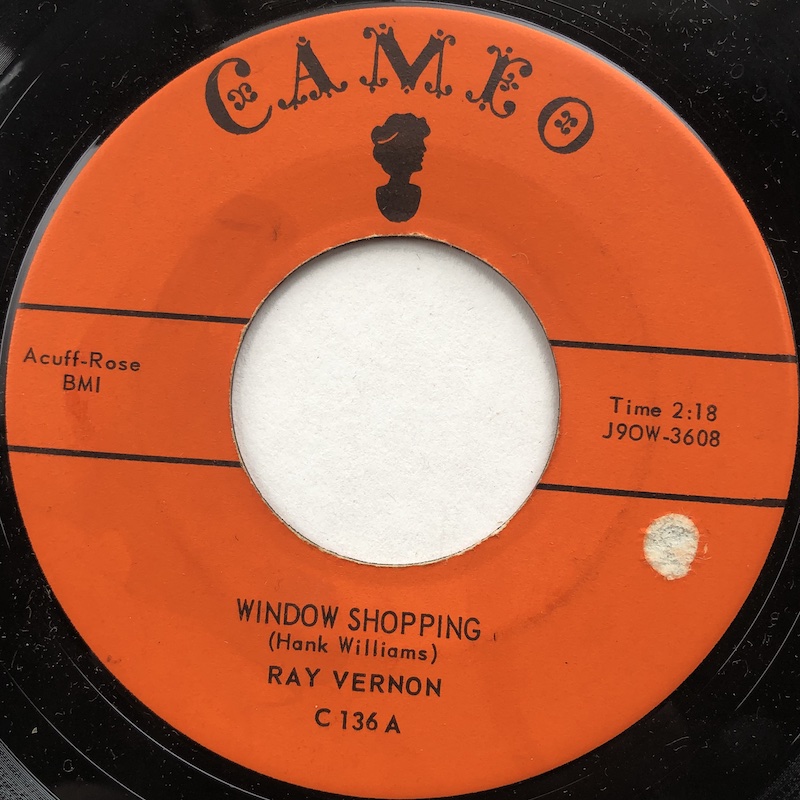 CAMEO
Acuff-Rose
BMI
Time 2:18
J9OW-3608
WINDOW SHOPPING
(Hank Williams)
RAY VERNON
C 136 A